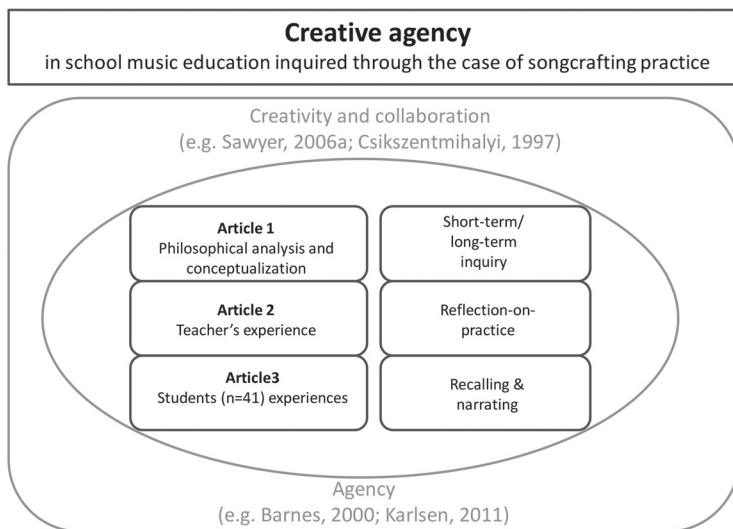 Creative agency
in school music education inquired through the case of songcrafting practice
Creativity and collaboration
(e.g. Sawyer, 2006a; Csikszentmihalyi, 1997)
Article 1
Philosophical analysis and
conceptualization
Short-term/
long-term
inquiry
Article 2
Teacher's experience
Reflection-on-
practice
Article3
Students (n=41) experiences
Recalling &
narrating
Agency
(e.g. Barnes, 2000; Karlsen, 2011)